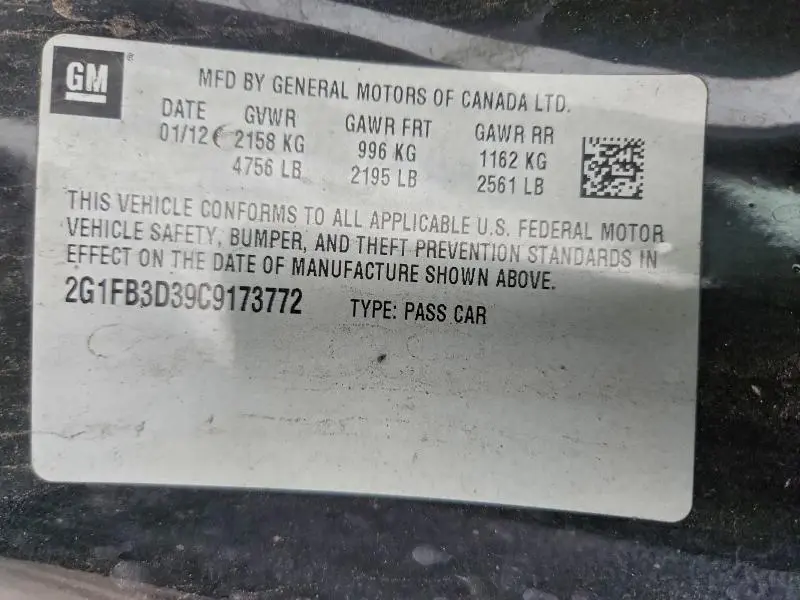 GM ®
MFD BY GENERAL MOTORS OF CANADA LTD.
DATE GVWR GAWR FRT GAWR RR
01/12 2158 KG 996 KG 1162 KG
4756 LB 2195 LB 2561 LB
THIS VEHICLE CONFORMS TO ALL APPLICABLE U.S. FEDERAL MOTOR
VEHICLE SAFETY, BUMPER, AND THEFT PREVENTION STANDARDS IN
EFFECT ON THE DATE OF MANUFACTURE SHOWN ABOVE.
2G1FB3D39C9173772 TYPE: PASS CAR